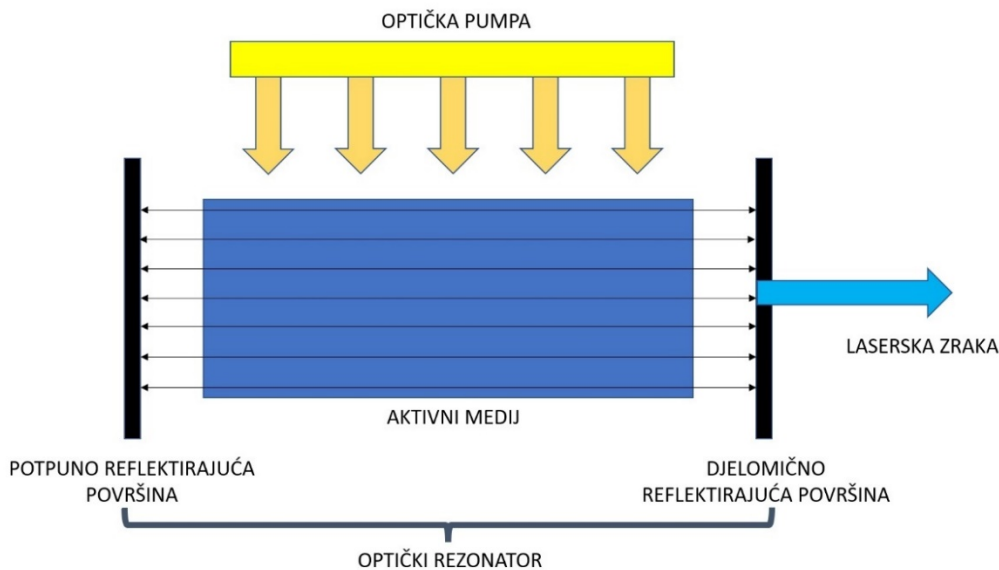 OPTIČKA PUMPA
LASERSKA ZRAKA
AKTIVNI MEDIJ
POTPUNO REFLEKTIRAJUĆA
POVRŠINA
DJELOMIČNO
REFLEKTIRAJUĆA POVRŠINA
OPTIČKI REZONATOR